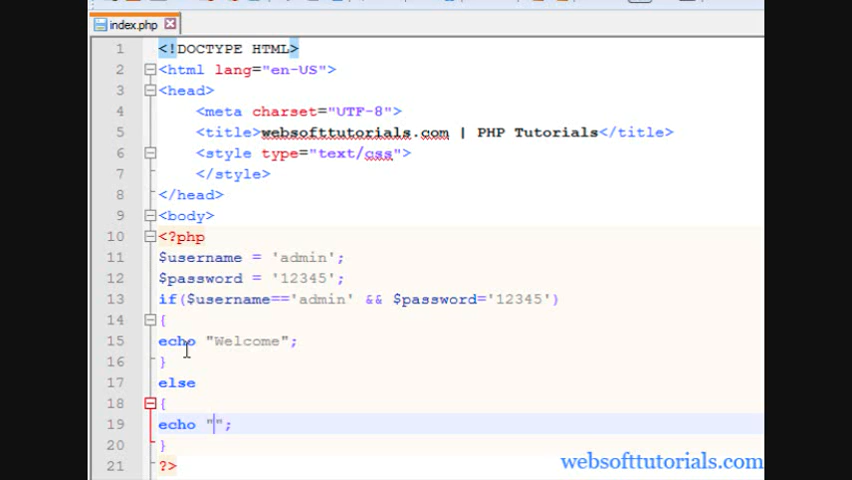 index.php
1 <!DOCTYPE HTML>
2 <html lang="en-US">
3 <head>
4 <meta charset="UTF-8">
5 <title>websofttutorials.com | PHP Tutorials</title>
6 <style type="text/css">
7 </style>
8 </head>
9 <body>
10 <?php
11 $username = 'admin';
12 $password = '12345';
13 if($username=='admin' && $password='12345')
14 {
15 echo "Welcome";
16 }
17 else
18 {
19 echo "";
20 }
21 ?>
websofttutorials.com